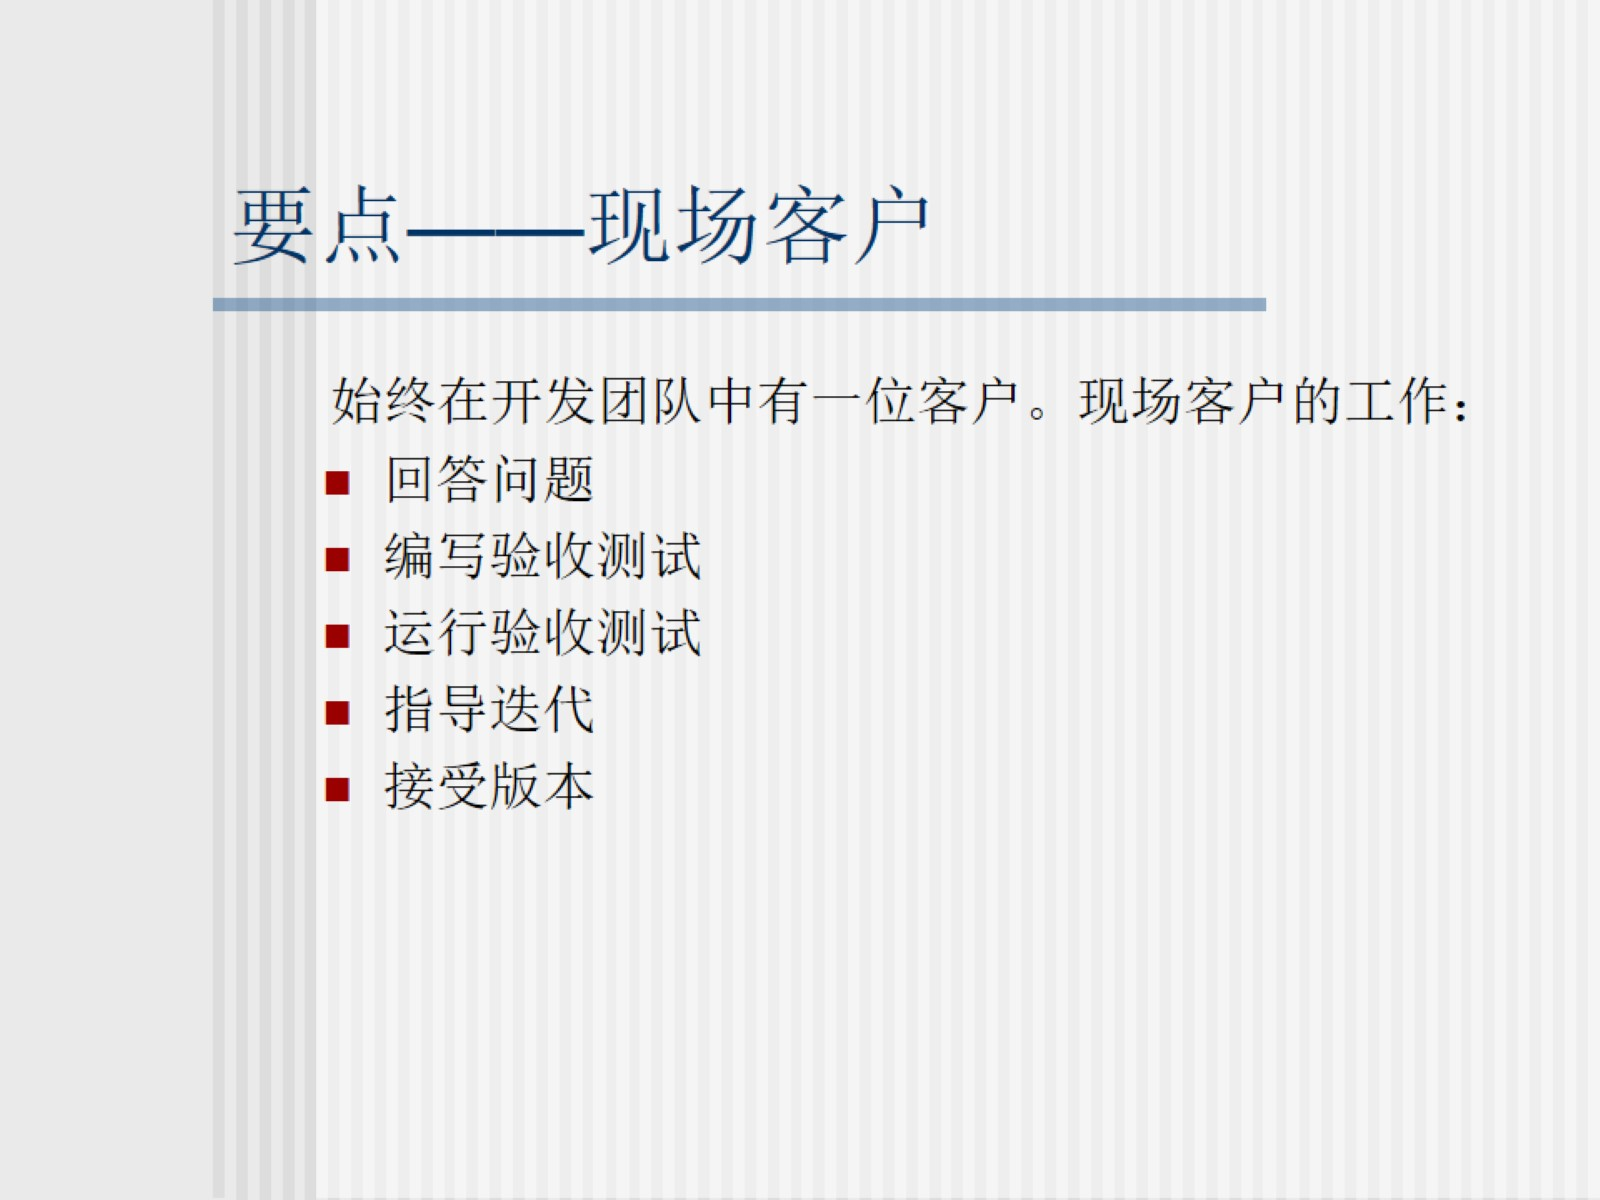 要点——现场客户
始终在开发团队中有一位客户。现场客户的工作：
回答问题
编写验收测试
运行验收测试
指导迭代
接受版本